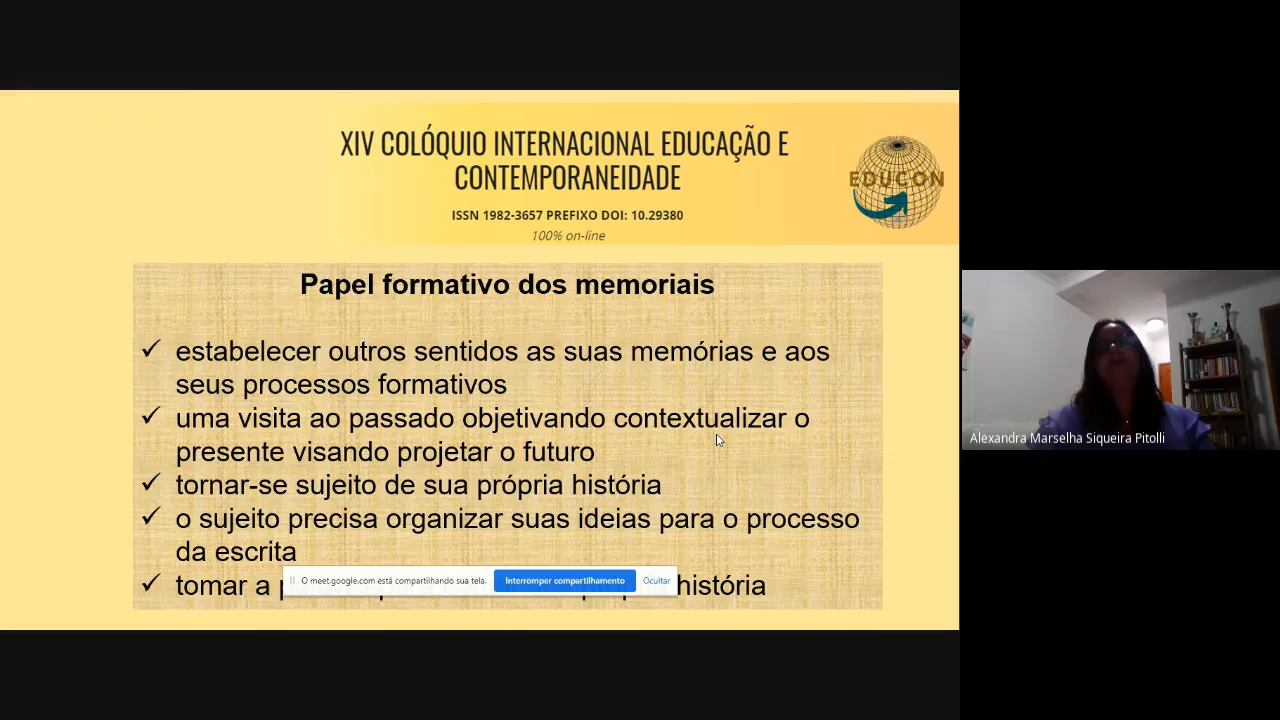 XIV COLÓQUIO INTERNACIONAL EDUCAÇÃO E
CONTEMPORANEIDADE
ISSN 1982-3657 PREFIXO DOI: 10.29380
100% on-line
EDUCON
Papel formativo dos memoriais
✓ estabelecer outros sentidos as suas memórias e aos
seus processos formativos
✓ uma visita ao passado objetivando contextualizar o
presente visando projetar o futuro
✓ tornar-se sujeito de sua própria história
✓ o sujeito precisa organizar suas ideias para o processo
da escrita
✓ tomar a história
O meet.google.com está compartilhando sua tela. Interromper compartilhamento Ocultar
Alexandra Marselha Siqueira Pitolli